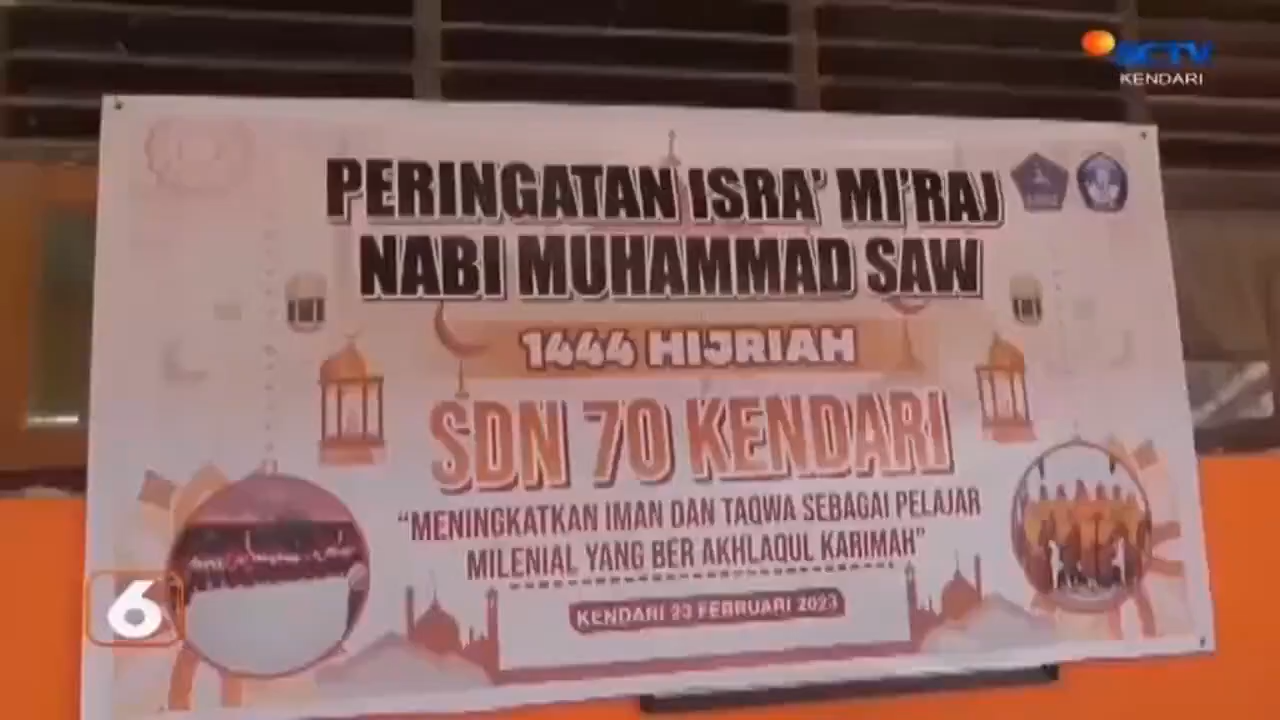 SCTV
KENDARI
PERINGATAN ISRA' MI'RAJ
NABI MUHAMMAD SAW
1444 HIJRIAH
SDN 70 KENDARI
"MENINGKATKAN IMAN DAN TAQWA SEBAGAI PELAJAR
MILENIAL YANG BER AKHLAQUL KARIMAH"
KENDARI 23 FEBRUARI 2023
6